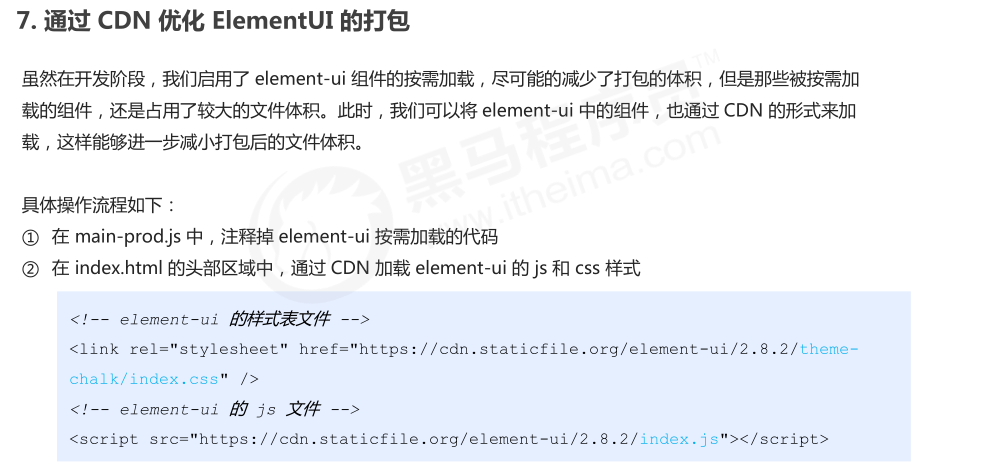 7. 通过 CDN 优化 ElementUI 的打包
虽然在开发阶段，我们启用了 element-ui 组件的按需加载，尽可能的减少了打包的体积，但是那些被按需加
载的组件，还是占用了较大的文件体积。此时，我们可以将 element-ui 中的组件，也通过 CDN 的形式来加
载，这样能够进一步减小打包后的文件体积。
具体操作流程如下：
① 在 main-prod.js 中，注释掉 element-ui 按需加载的代码
② 在 index.html 的头部区域中，通过 CDN 加载 element-ui 的 js 和 css 样式
<!-- element-ui 的样式表文件 -->
<link rel="stylesheet" href="https://cdn.staticfile.org/element-ui/2.8.2/theme-
chalk/index.css" />
<!-- element-ui 的 js 文件 -->
<script src="https://cdn.staticfile.org/element-ui/2.8.2/index.js"></script>
黑马程序员™
www.itheima.com